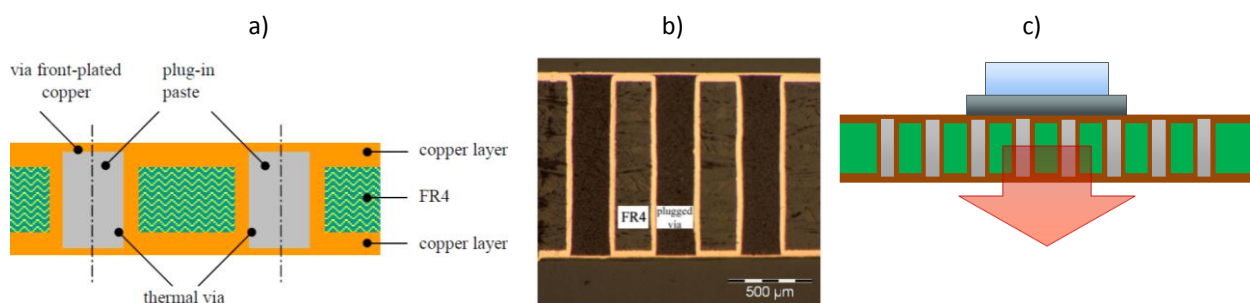 a)
b)
c)
via front-plated
copper
plug-in
paste
copper layer
FR4
copper layer
thermal via
FR4
plugged
via
500 µm